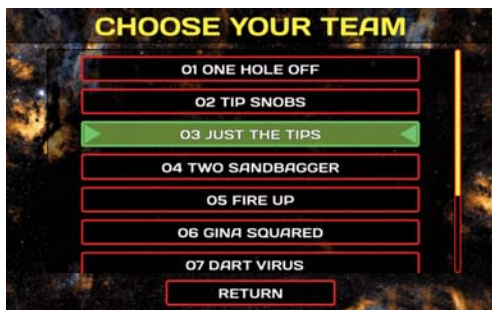 CHOOSE YOUR TEAM
01 ONE HOLE OFF
02 TIP SNOBS
03 JUST THE TIPS
04 TWO SANDBAGGER
05 FIRE UP
06 GINA SQUARED
07 DART VIRUS
RETURN